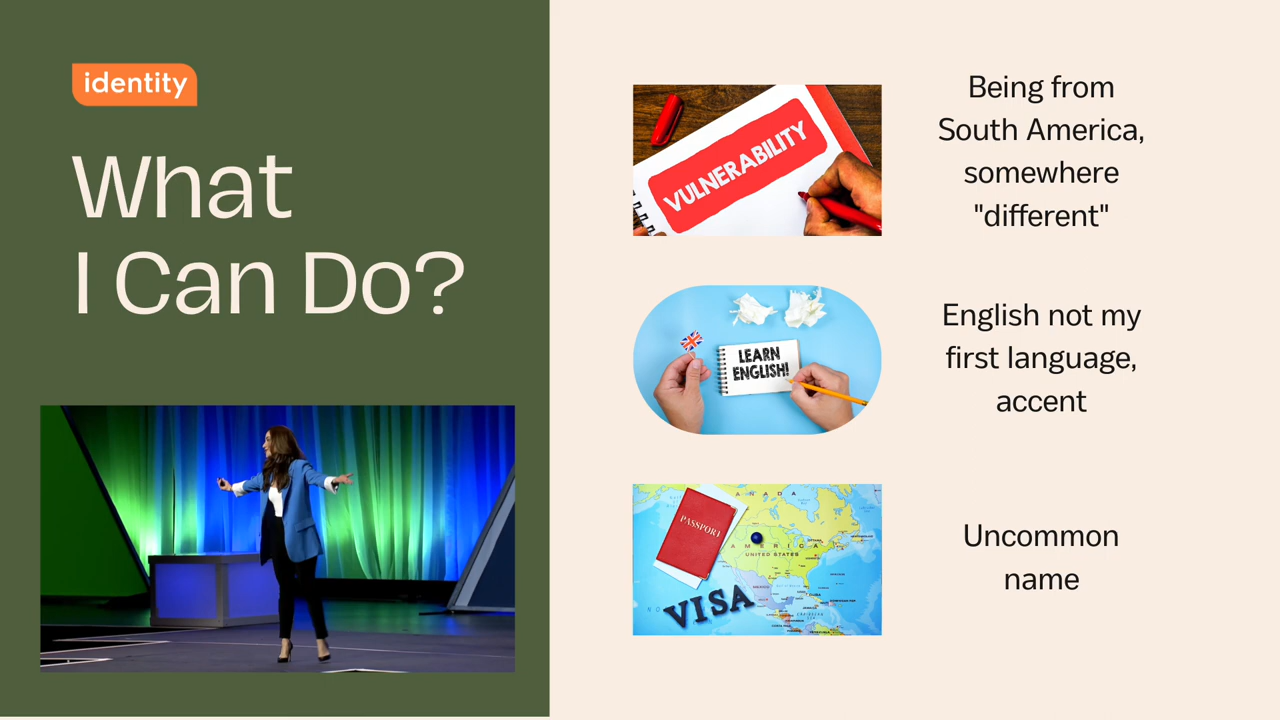 identity
What
I Can Do?
VULNERABILITY
Being from
South America,
somewhere
"different"
LEARN
ENGLISH!
English not my
first language,
accent
PASSPORT
CANADA
AMERICA
UNITED STATES
VISA
Uncommon
name